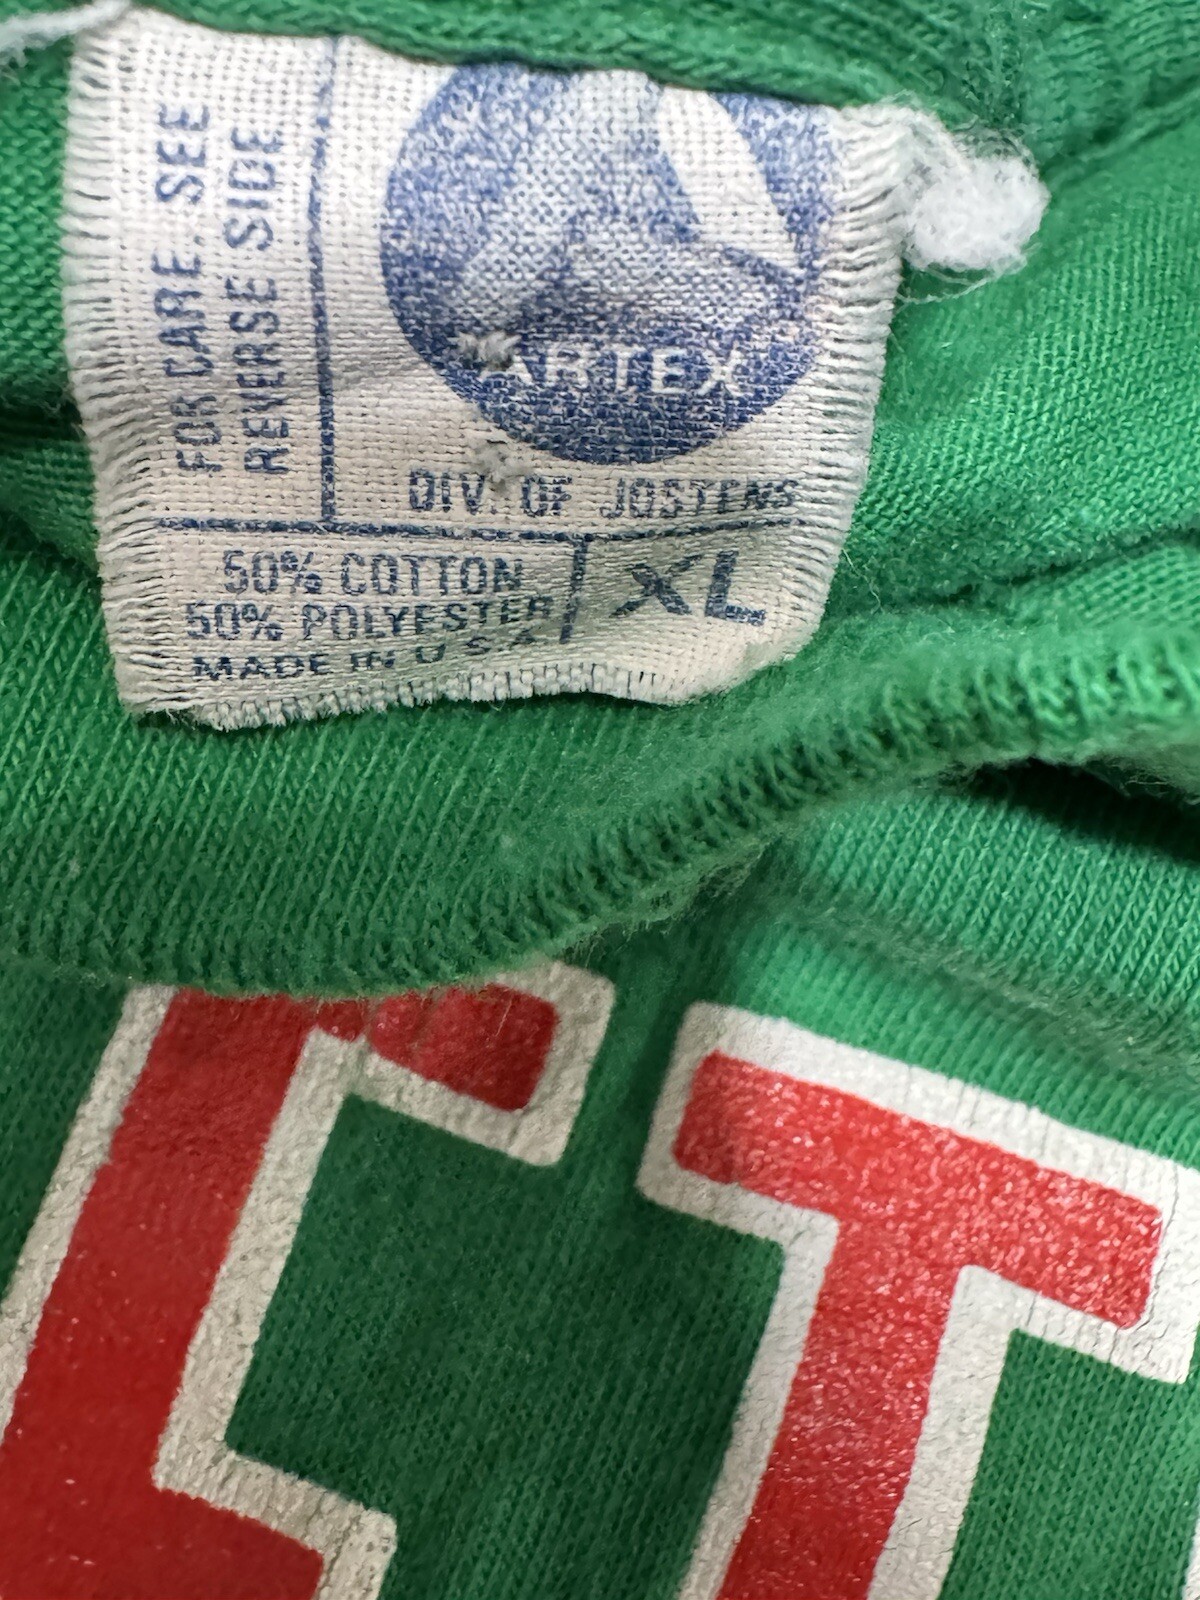 FOR CARE, SEE
REVERSE SIDE
ARTEX
DIV. OF JOSTENS
50% COTTON
50% POLYESTER
MADE IN U.S.A.
XL
T